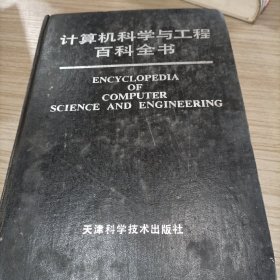 计算机科学与工程
百科全书
ENCYCLOPEDIA
OF
COMPUTER
SCIENCE AND ENGINEERING
天津科学技术出版社